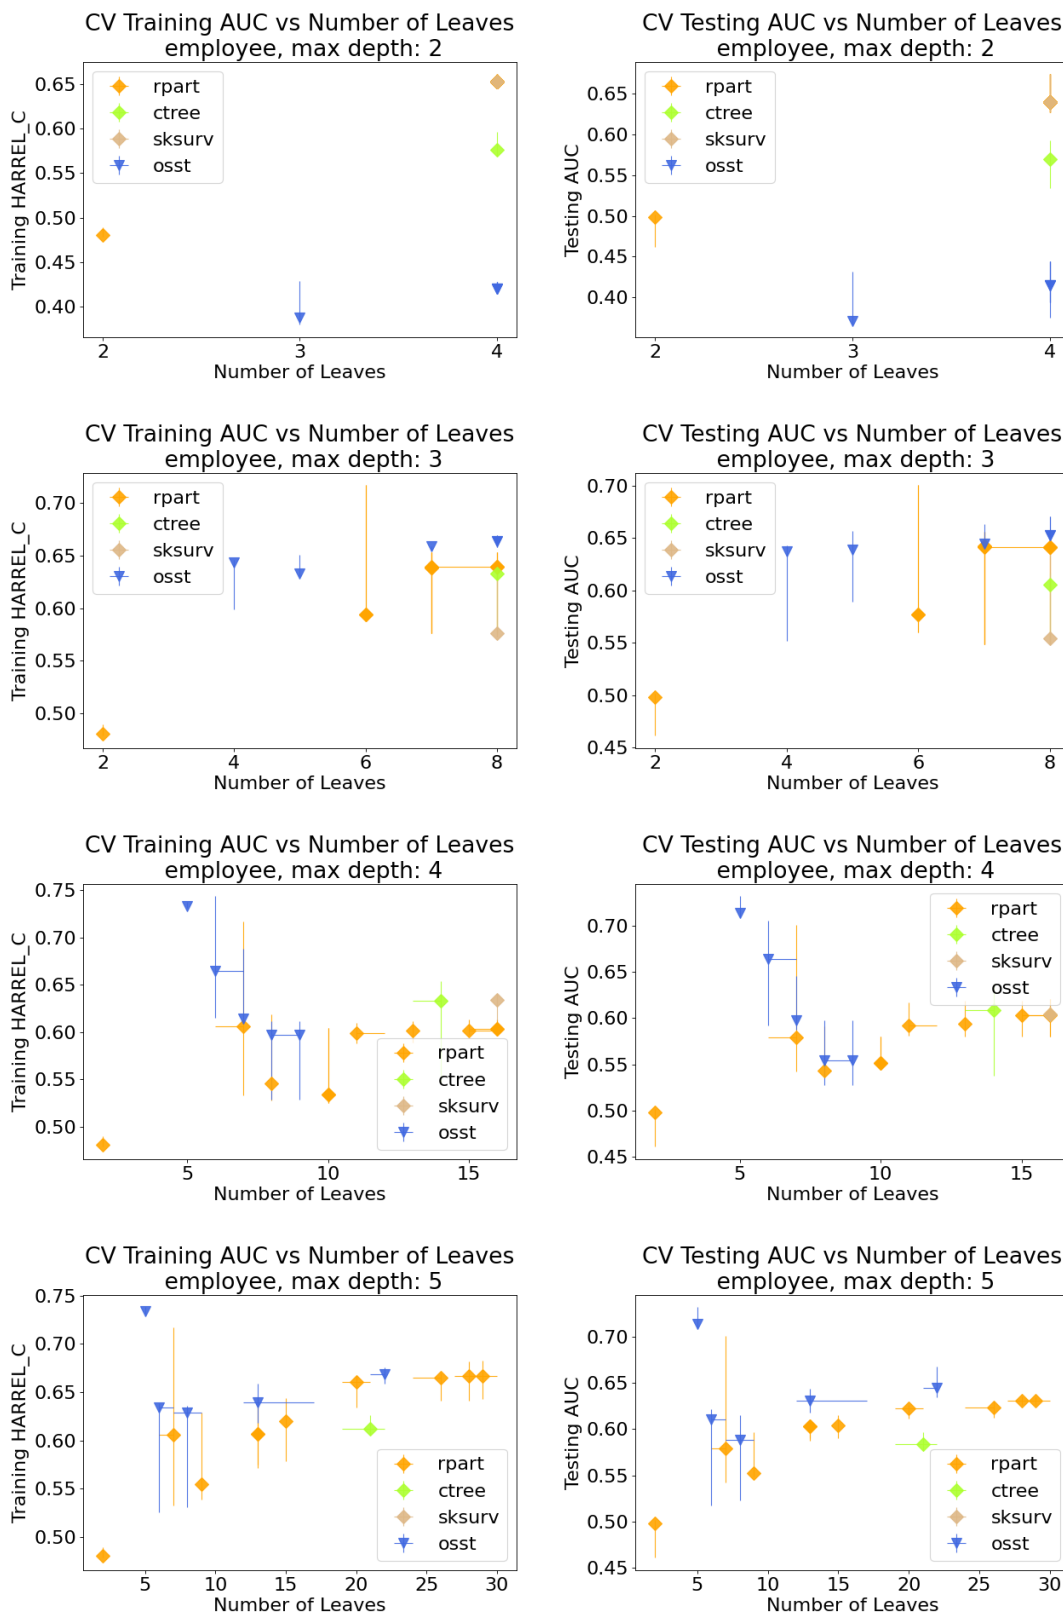 CV Training AUC vs Number of Leaves
employee, max depth: 2
Training HARREL_C
0.65
0.60
0.55
0.50
0.45
0.40
rpart
ctree
sksurv
osst
2
3
4
Number of Leaves
CV Testing AUC vs Number of Leaves
employee, max depth: 2
Testing AUC
0.65
0.60
0.55
0.50
0.45
0.40
rpart
ctree
sksurv
osst
2
3
4
Number of Leaves
CV Training AUC vs Number of Leaves
employee, max depth: 3
Training HARREL_C
0.70
0.65
0.60
0.55
0.50
rpart
ctree
sksurv
osst
2
4
6
8
Number of Leaves
CV Testing AUC vs Number of Leaves
employee, max depth: 3
Testing AUC
0.70
0.65
0.60
0.55
0.50
0.45
rpart
ctree
sksurv
osst
2
4
6
8
Number of Leaves
CV Training AUC vs Number of Leaves
employee, max depth: 4
Training HARREL_C
0.75
0.70
0.65
0.60
0.55
0.50
rpart
ctree
sksurv
osst
5
10
15
Number of Leaves
CV Testing AUC vs Number of Leaves
employee, max depth: 4
Testing AUC
0.70
0.65
0.60
0.55
0.50
0.45
rpart
ctree
sksurv
osst
5
10
15
Number of Leaves
CV Training AUC vs Number of Leaves
employee, max depth: 5
Training HARREL_C
0.75
0.70
0.65
0.60
0.55
0.50
rpart
ctree
sksurv
osst
5
10
15
20
25
30
Number of Leaves
CV Testing AUC vs Number of Leaves
employee, max depth: 5
Testing AUC
0.70
0.65
0.60
0.55
0.50
0.45
rpart
ctree
sksurv
osst
5
10
15
20
25
30
Number of Leaves